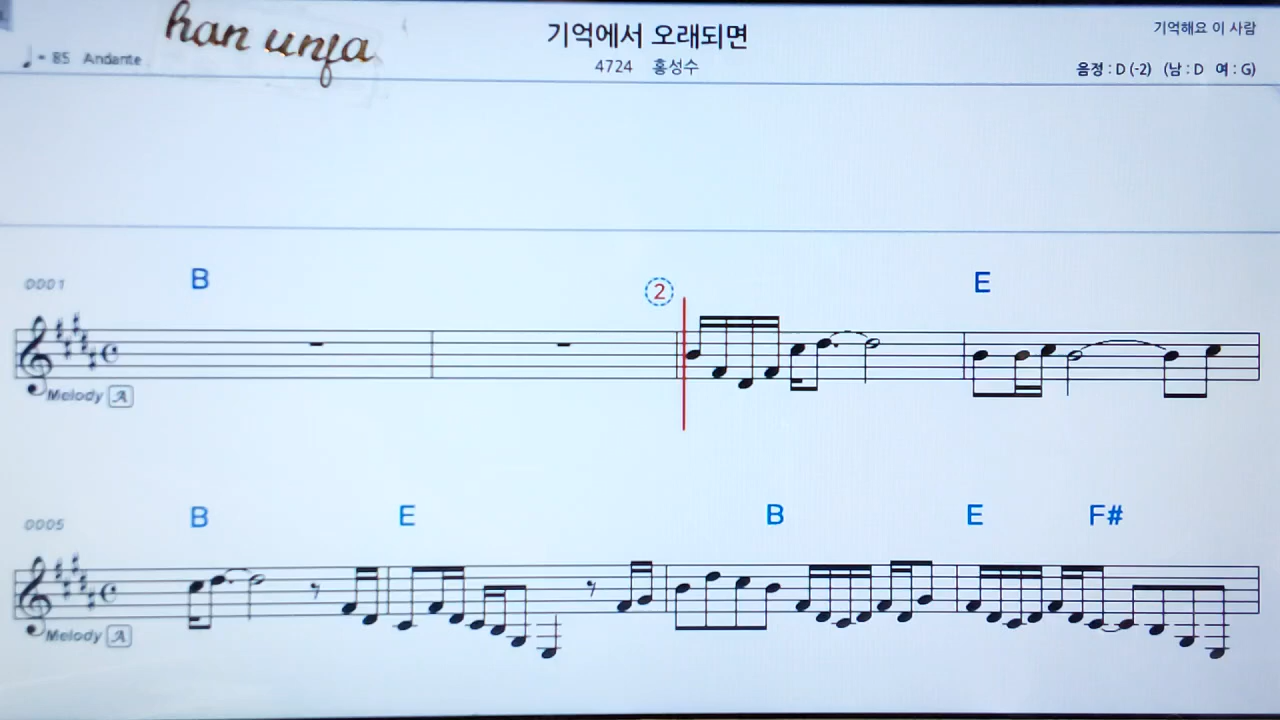 han unfa
기억에서 오래되면
기억해요 이 사람
♩ = 85 Andante
4724 홍성수
음정 : D (-2) (남 : D 여 : G)
0001 B ② E
Melody A
0005 B E B E F#
Melody A